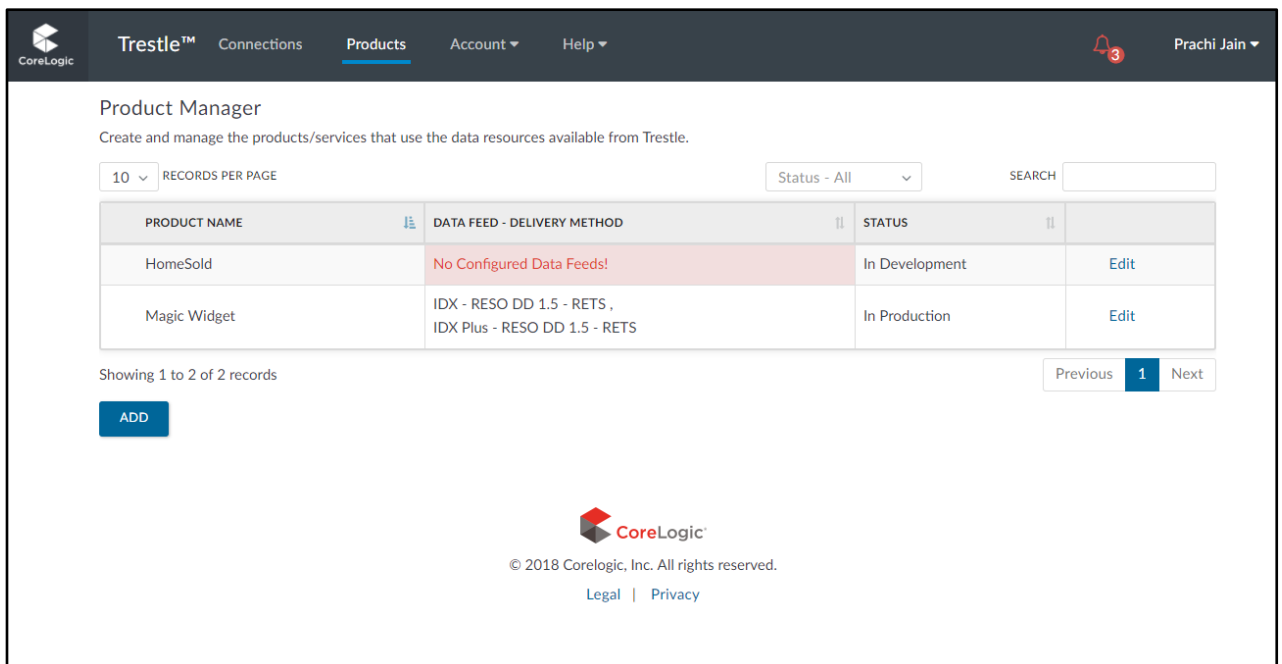 CoreLogic
Trestle™ Connections Products Account Help 3 Prachi Jain
Product Manager
Create and manage the products/services that use the data resources available from Trestle.
10 RECORDS PER PAGE Status - All SEARCH
PRODUCT NAME DATA FEED - DELIVERY METHOD STATUS
HomeSold No Configured Data Feeds! In Development Edit
Magic Widget IDX - RESO DD 1.5 - RETS , In Production Edit
IDX Plus - RESO DD 1.5 - RETS
Showing 1 to 2 of 2 records Previous 1 Next
ADD
CoreLogic
© 2018 Corelogic, Inc. All rights reserved.
Legal | Privacy